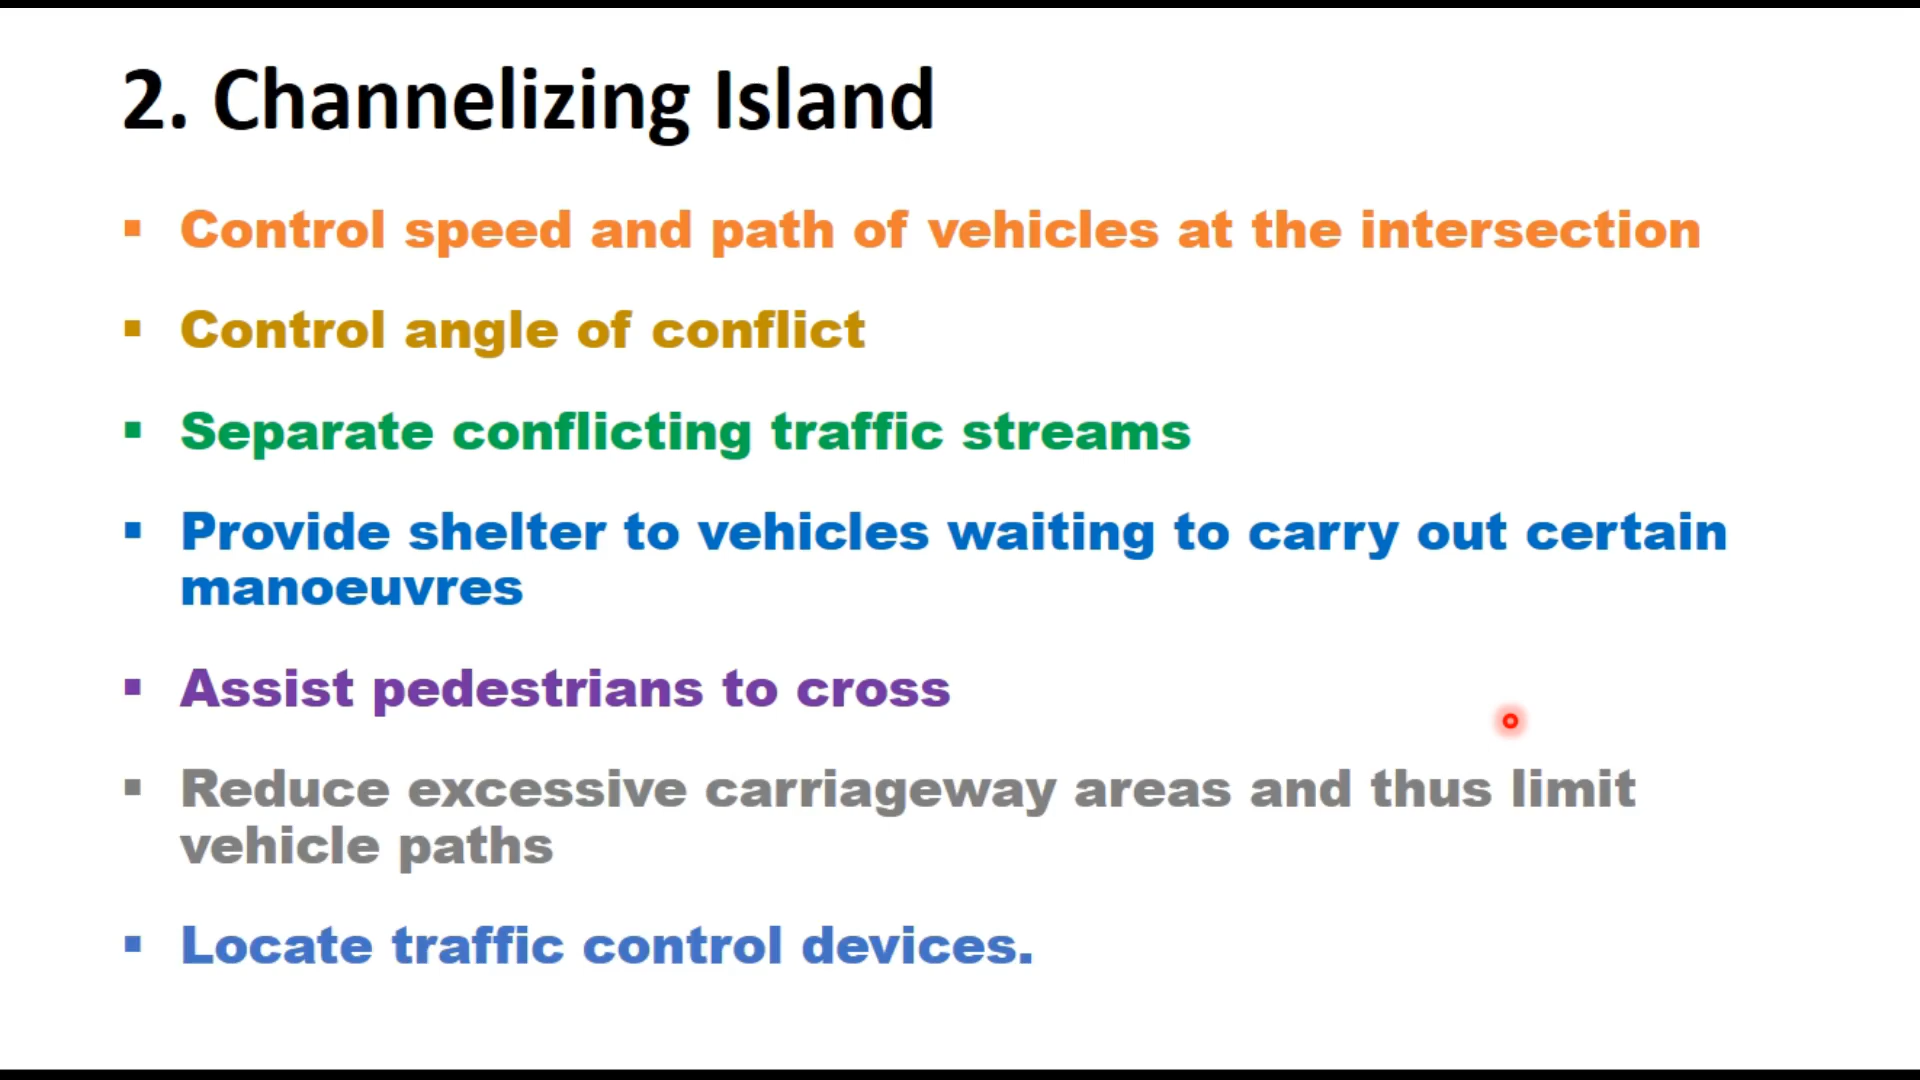 2. Channelizing Island
▪ Control speed and path of vehicles at the intersection
▪ Control angle of conflict
▪ Separate conflicting traffic streams
▪ Provide shelter to vehicles waiting to carry out certain
manoeuvres
▪ Assist pedestrians to cross
▪ Reduce excessive carriageway areas and thus limit
vehicle paths
▪ Locate traffic control devices.